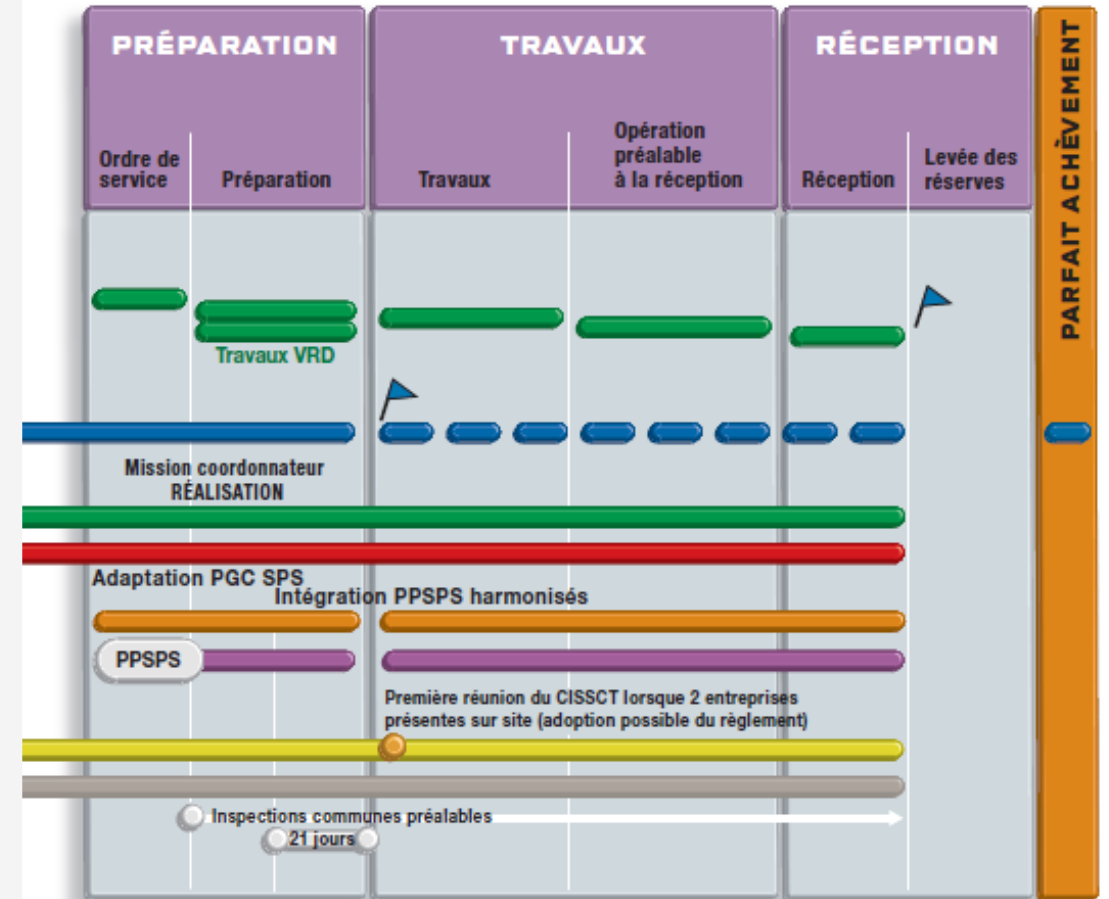 PRÉPARATION
TRAVAUX
RÉCEPTION
PARFAIT ACHÈVEMENT
Ordre de
service
Préparation
Travaux
Opération
préalable
à la réception
Réception
Levée des
réserves
Travaux VRD
Mission coordonnateur
RÉALISATION
Adaptation PGC SPS
Intégration PPSPS harmonisés
PPSPS
Première réunion du CISSCT lorsque 2 entreprises
présentes sur site (adoption possible du règlement)
Inspections communes préalables
21 jours